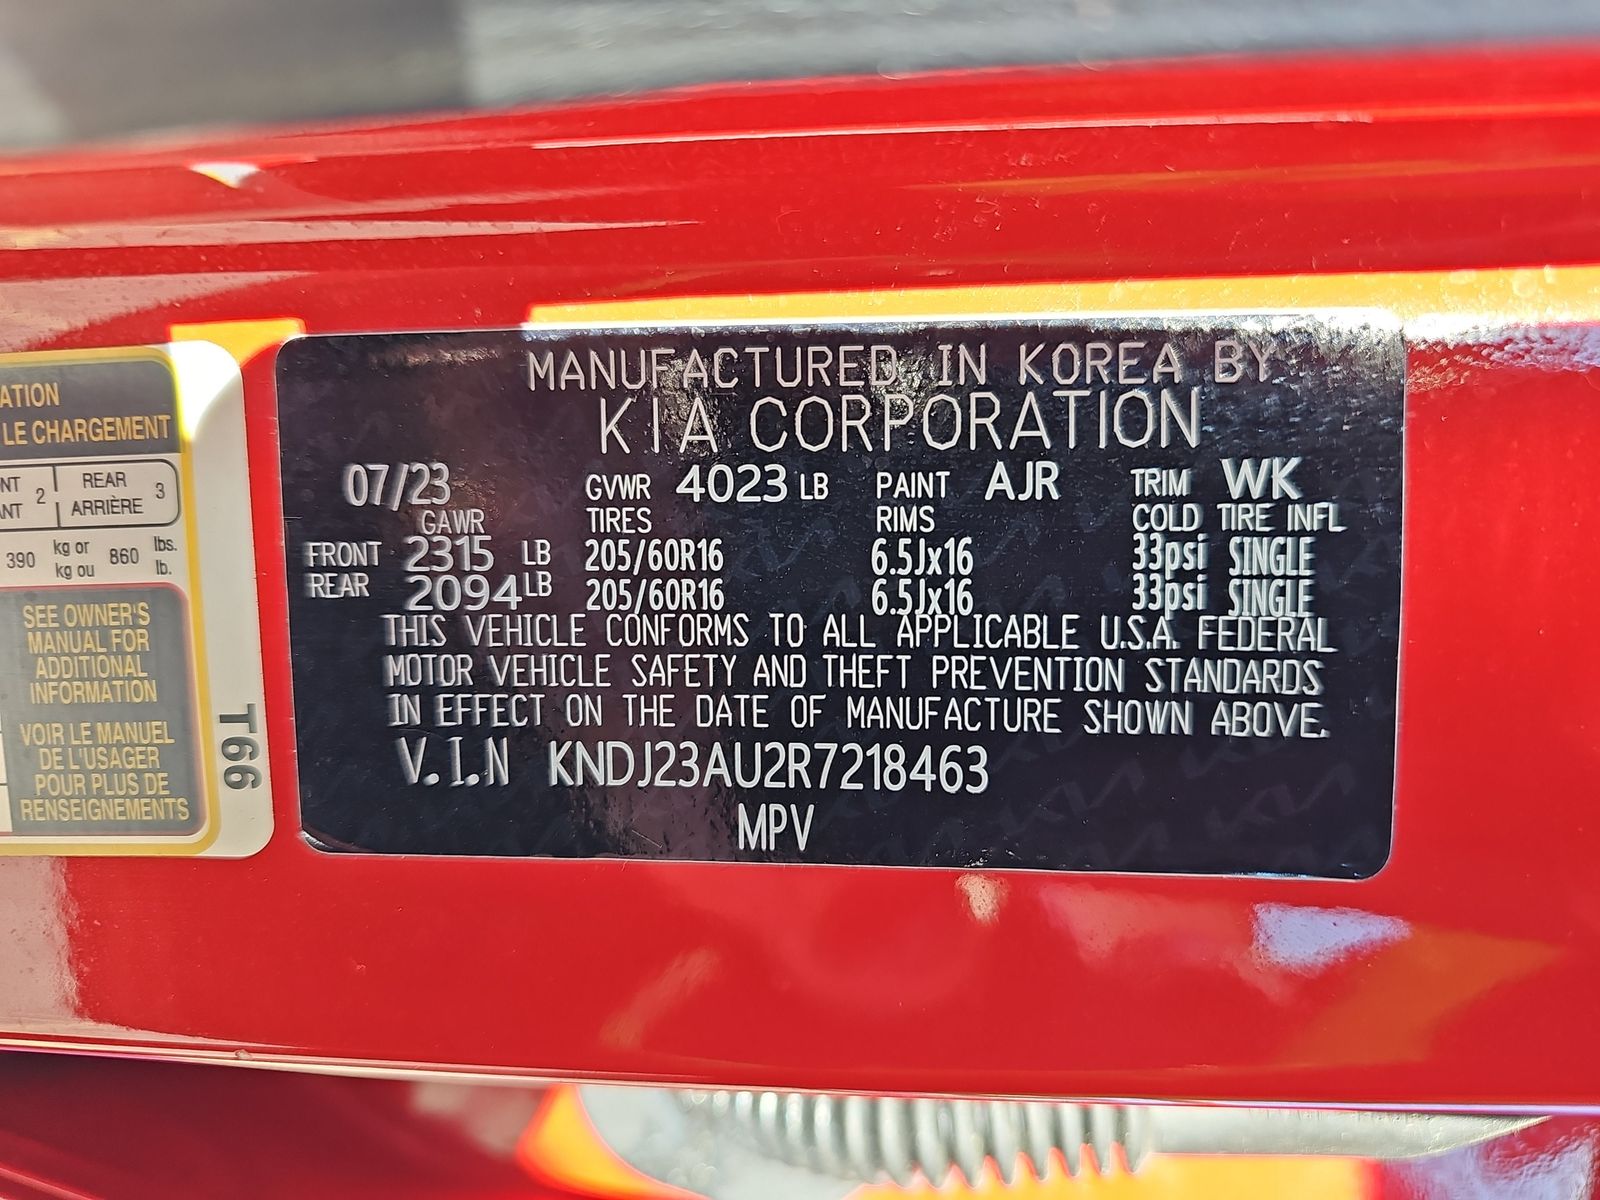 ATION
LE CHARGEMENT
NT 2 REAR 3
ANT ARRIÈRE
390 kg or 860 lbs.
kg ou lb.
SEE OWNER'S
MANUAL FOR
ADDITIONAL
INFORMATION
VOIR LE MANUEL
DE L'USAGER
POUR PLUS DE
RENSEIGNEMENTS
T66
MANUFACTURED IN KOREA BY
KIA CORPORATION
07/23 GVWR 4023 LB PAINT AJR TRIM WK
GAWR TIRES RIMS COLD TIRE INFL
FRONT 2315 LB 205/60R16 6.5Jx16 33psi SINGLE
REAR 2094 LB 205/60R16 6.5Jx16 33psi SINGLE
THIS VEHICLE CONFORMS TO ALL APPLICABLE U.S.A. FEDERAL
MOTOR VEHICLE SAFETY AND THEFT PREVENTION STANDARDS
IN EFFECT ON THE DATE OF MANUFACTURE SHOWN ABOVE.
V.I.N KNDJ23AU2R7218463
MPV